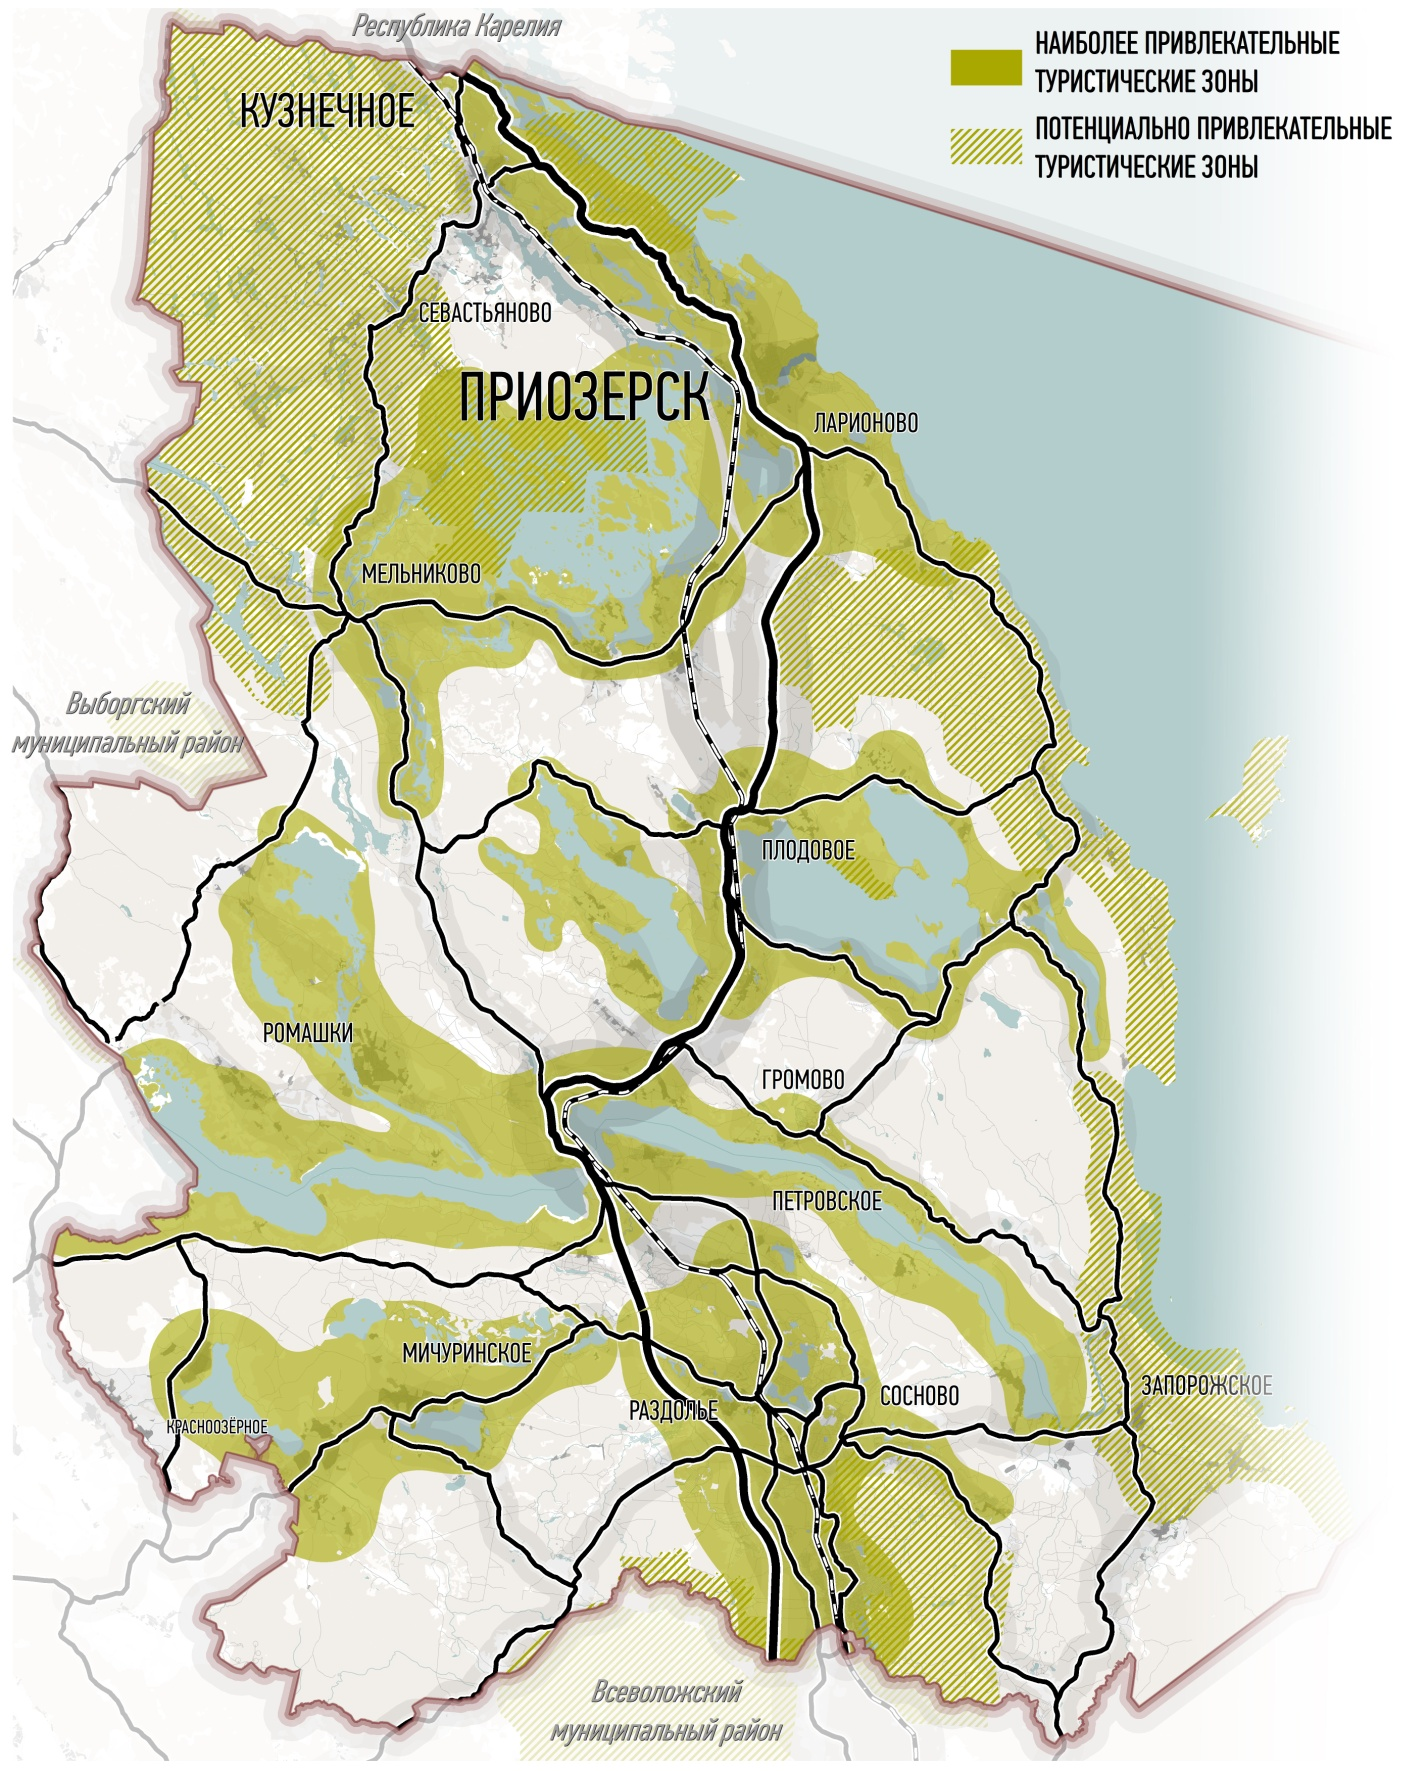 Республика Карелия
НАИБОЛЕЕ ПРИВЛЕКАТЕЛЬНЫЕ
ТУРИСТИЧЕСКИЕ ЗОНЫ
ПОТЕНЦИАЛЬНО ПРИВЛЕКАТЕЛЬНЫЕ
ТУРИСТИЧЕСКИЕ ЗОНЫ
КУЗНЕЧНОЕ
СЕВАСТЬЯНОВО
ПРИОЗЕРСК
ЛАРИОНОВО
МЕЛЬНИКОВО
Выборгский
муниципальный район
ПЛОДОВОЕ
РОМАШКИ
ГРОМОВО
ПЕТРОВСКОЕ
МИЧУРИНСКОЕ
ЗАПОРОЖСКОЕ
СОСНОВО
РАЗДОЛЬЕ
КРАСНООЗЁРНОЕ
Всеволожский
муниципальный район